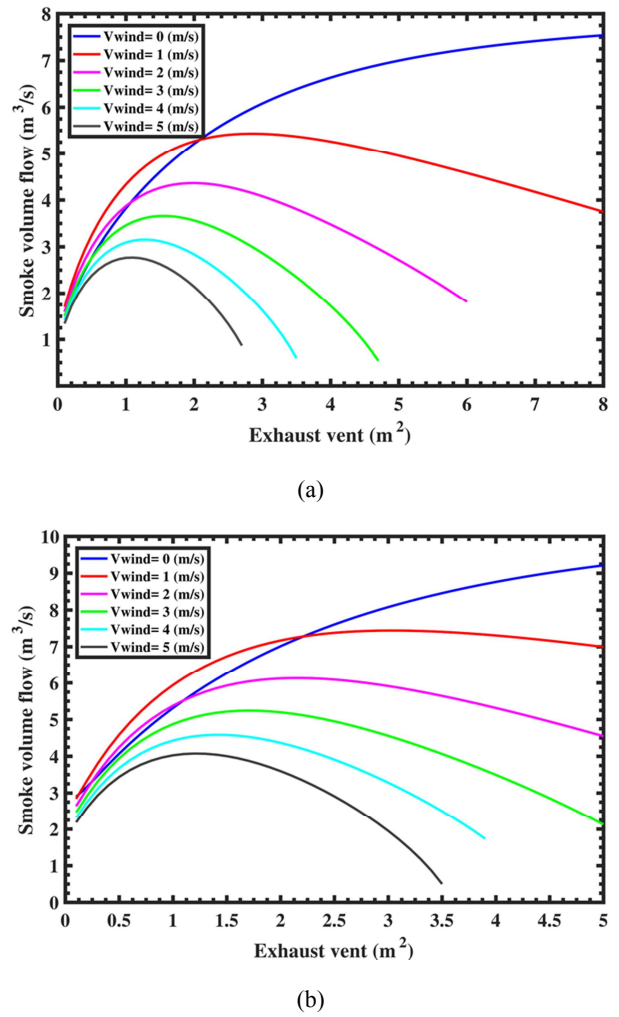 8
7
6
5
4
3
2
1
Smoke volume flow (m³/s)
Vwind= 0 (m/s)
Vwind= 1 (m/s)
Vwind= 2 (m/s)
Vwind= 3 (m/s)
Vwind= 4 (m/s)
Vwind= 5 (m/s)
0 1 2 3 4 5 6 7 8
Exhaust vent (m²)
(a)
10
9
8
7
6
5
4
3
2
1
0
Smoke volume flow (m³/s)
Vwind= 0 (m/s)
Vwind= 1 (m/s)
Vwind= 2 (m/s)
Vwind= 3 (m/s)
Vwind= 4 (m/s)
Vwind= 5 (m/s)
0 0.5 1 1.5 2 2.5 3 3.5 4 4.5 5
Exhaust vent (m²)
(b)